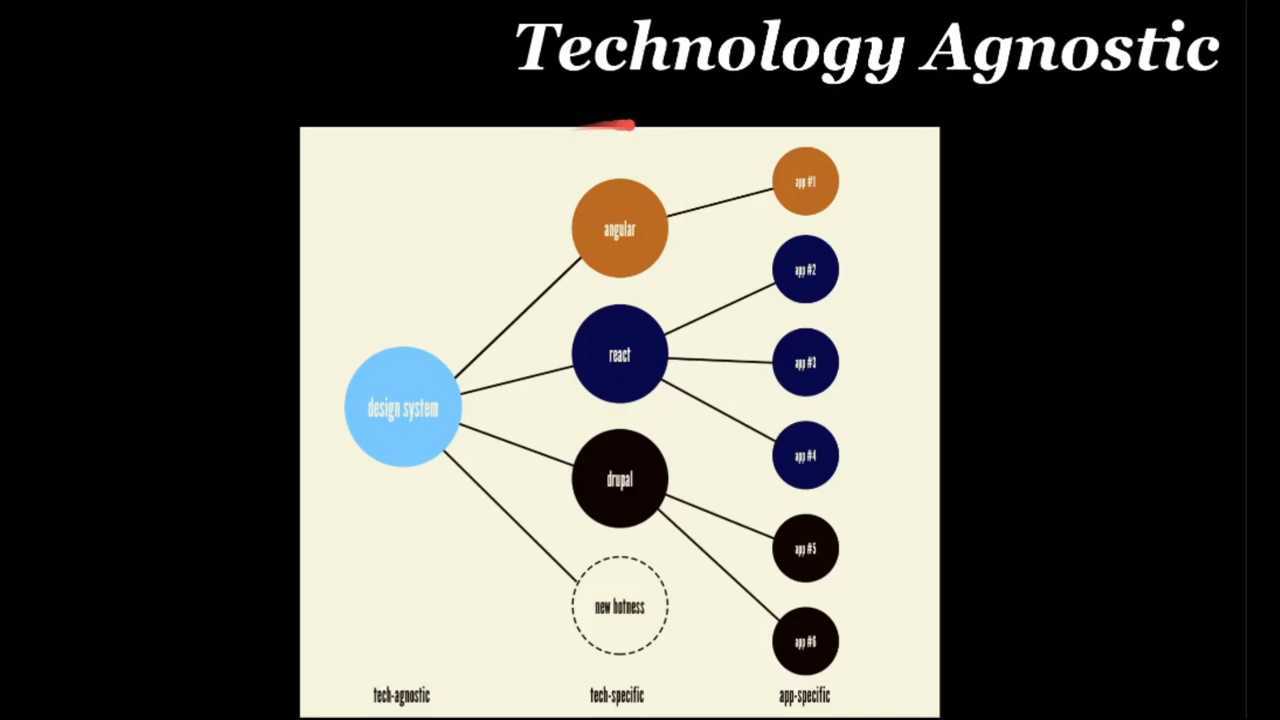 Technology Agnostic
app #1
angular
app #2
react
app #3
design system
app #4
drupal
app #5
new hotness
app #6
tech-agnostic
tech-specific
app-specific